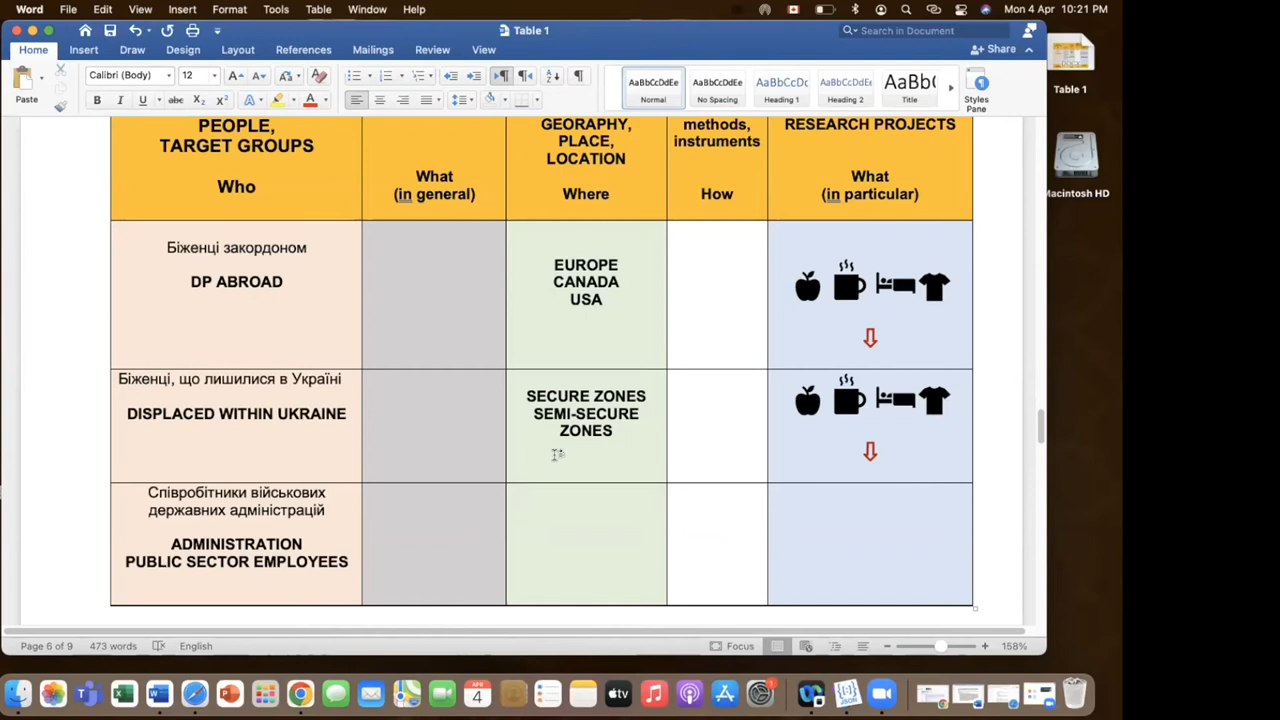 Word File Edit View Insert Format Tools Table Window Help Mon 4 Apr 10:21 PM
Table 1 Search in Document
Home Insert Draw Design Layout References Mailings Review View Share
Paste Calibri (Body) 12 AaBbCcDdEe Normal AaBbCcDdEe No Spacing AaBbCcDc Heading 1 AaBbCcDdEe Heading 2 AaBb( Title Styles Pane
Table 1
Macintosh HD
PEOPLE,
TARGET GROUPS
Who
What
(in general)
GEORAPHY,
PLACE,
LOCATION
Where
methods,
instruments
How
RESEARCH PROJECTS
What
(in particular)
Біженці закордоном
DP ABROAD
EUROPE
CANADA
USA
Біженці, що лишилися в Україні
DISPLACED WITHIN UKRAINE
SECURE ZONES
SEMI-SECURE
ZONES
Співробітники військових
державних адміністрацій
ADMINISTRATION
PUBLIC SECTOR EMPLOYEES
Page 6 of 9 473 words English Focus 158%
APR
4